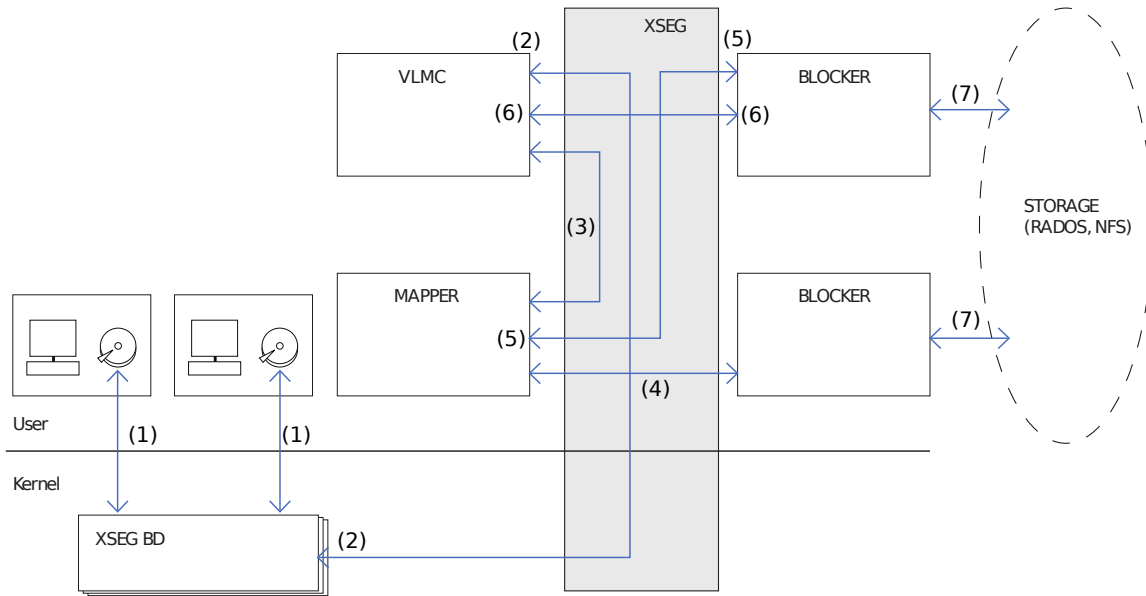 XSEG
(2)
(5)
VLMC
BLOCKER
(7)
(6)
(6)
STORAGE
(RADOS, NFS)
(3)
MAPPER
BLOCKER
(7)
(5)
(4)
User
(1)
(1)
Kernel
XSEG BD
(2)